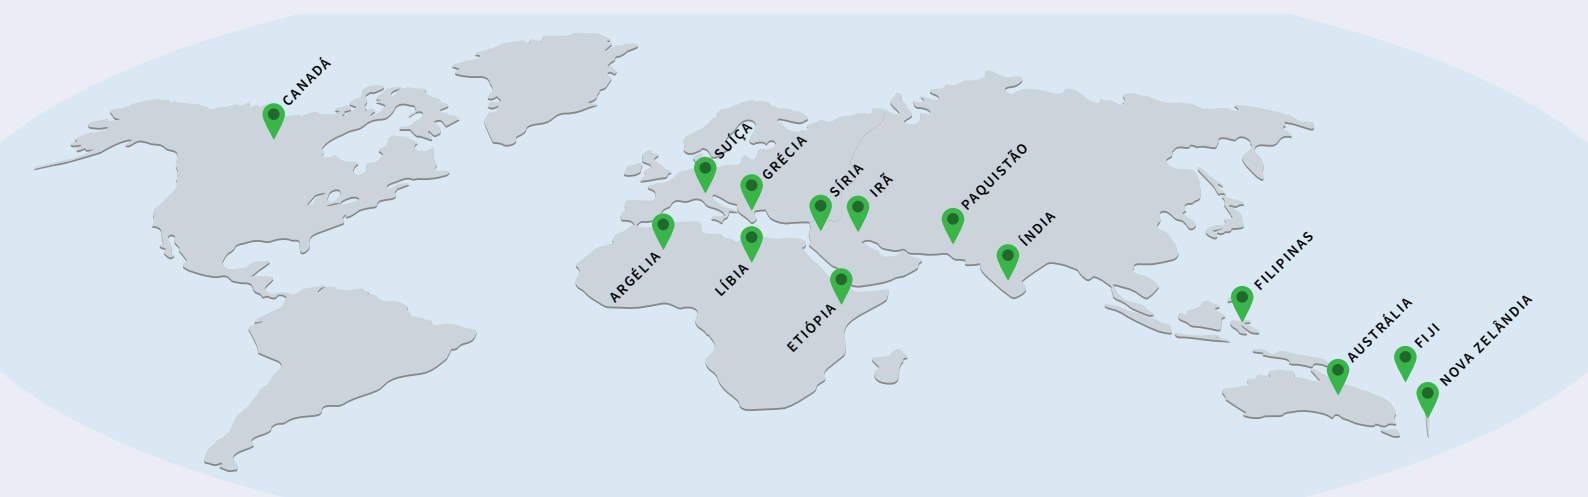 CANADÁ
SUÍÇA
GRÉCIA
SÍRIA
IRÃ
PAQUISTÃO
ÍNDIA
ARGÉLIA
LÍBIA
ETIÓPIA
FILIPINAS
AUSTRÁLIA
FIJI
NOVA ZELÂNDIA